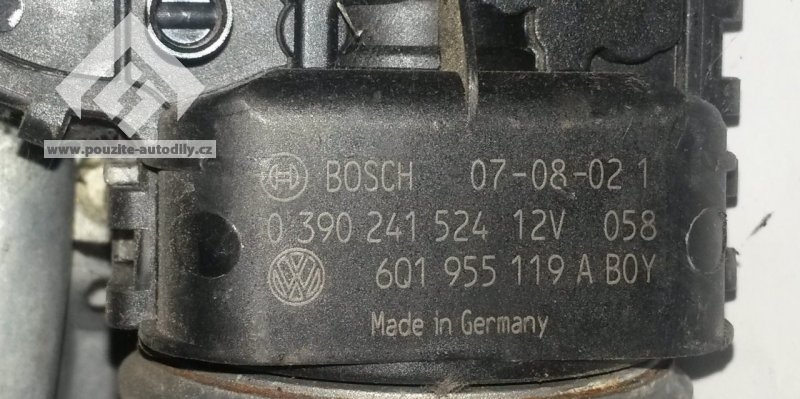 www.pouzite-autodily.cz
BOSCH 07-08-02 1
0 390 241 524 12V 058
6Q1 955 119 A BOY
Made in Germany